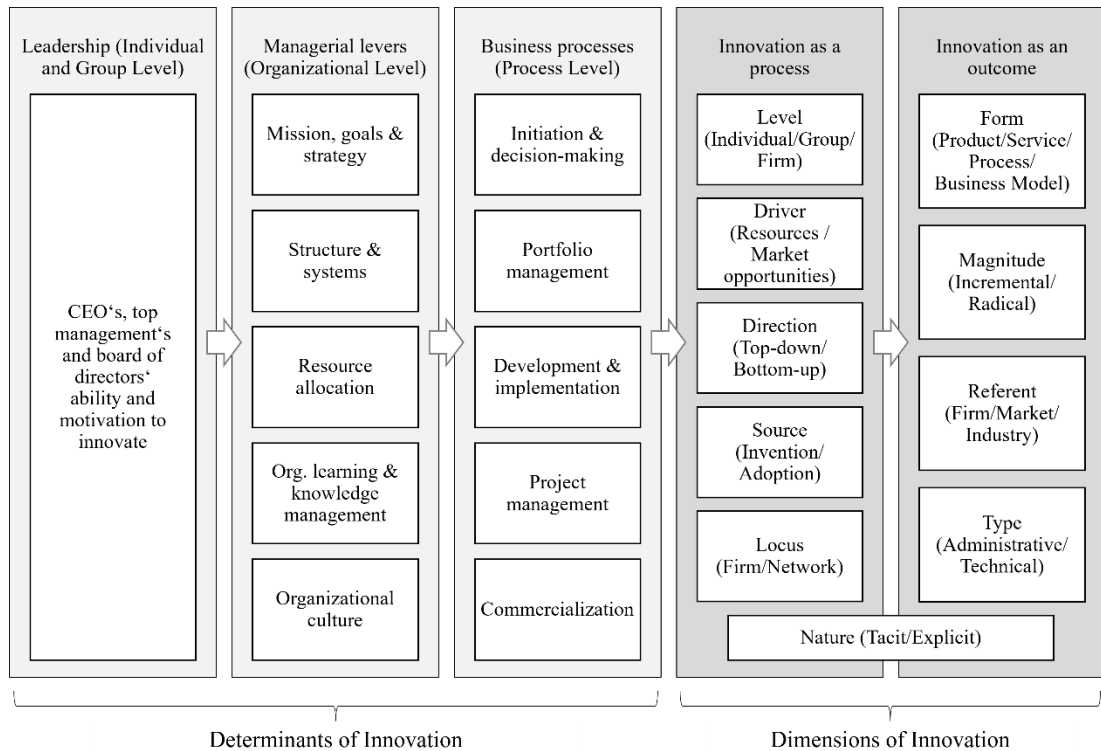 Leadership (Individual
and Group Level)
CEO‘s, top
management‘s
and board of
directors‘
ability and
motivation to
innovate
Managerial levers
(Organizational Level)
Mission, goals &
strategy
Structure &
systems
Resource
allocation
Org. learning &
knowledge
management
Organizational
culture
Business processes
(Process Level)
Initiation &
decision-making
Portfolio
management
Development &
implementation
Project
management
Commercialization
Innovation as a
process
Level
(Individual/Group/
Firm)
Driver
(Resources /
Market
opportunities)
Direction
(Top-down/
Bottom-up)
Source
(Invention/
Adoption)
Locus
(Firm/Network)
Innovation as an
outcome
Form
(Product/Service/
Process/
Business Model)
Magnitude
(Incremental/
Radical)
Referent
(Firm/Market/
Industry)
Type
(Administrative/
Technical)
Nature (Tacit/Explicit)
Determinants of Innovation
Dimensions of Innovation